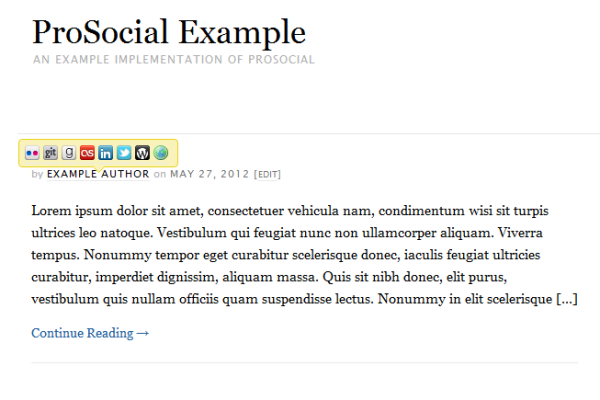 ProSocial Example
AN EXAMPLE IMPLEMENTATION OF PROSOCIAL
git g as in
by EXAMPLE AUTHOR on MAY 27, 2012 [EDIT]
Lorem ipsum dolor sit amet, consectetuer vehicula nam, condimentum wisi sit turpis
ultrices leo natoque. Vestibulum qui feugiat nunc non ullamcorper aliquam. Viverra
tempus. Nonummy tempor eget curabitur scelerisque donec, iaculis feugiat ultricies
curabitur, imperdiet dignissim, aliquam massa. Quis sit nibh donec, elit purus,
vestibulum quis nullam officiis quam suspendisse lectus. Nonummy in elit scelerisque [...]
Continue Reading →